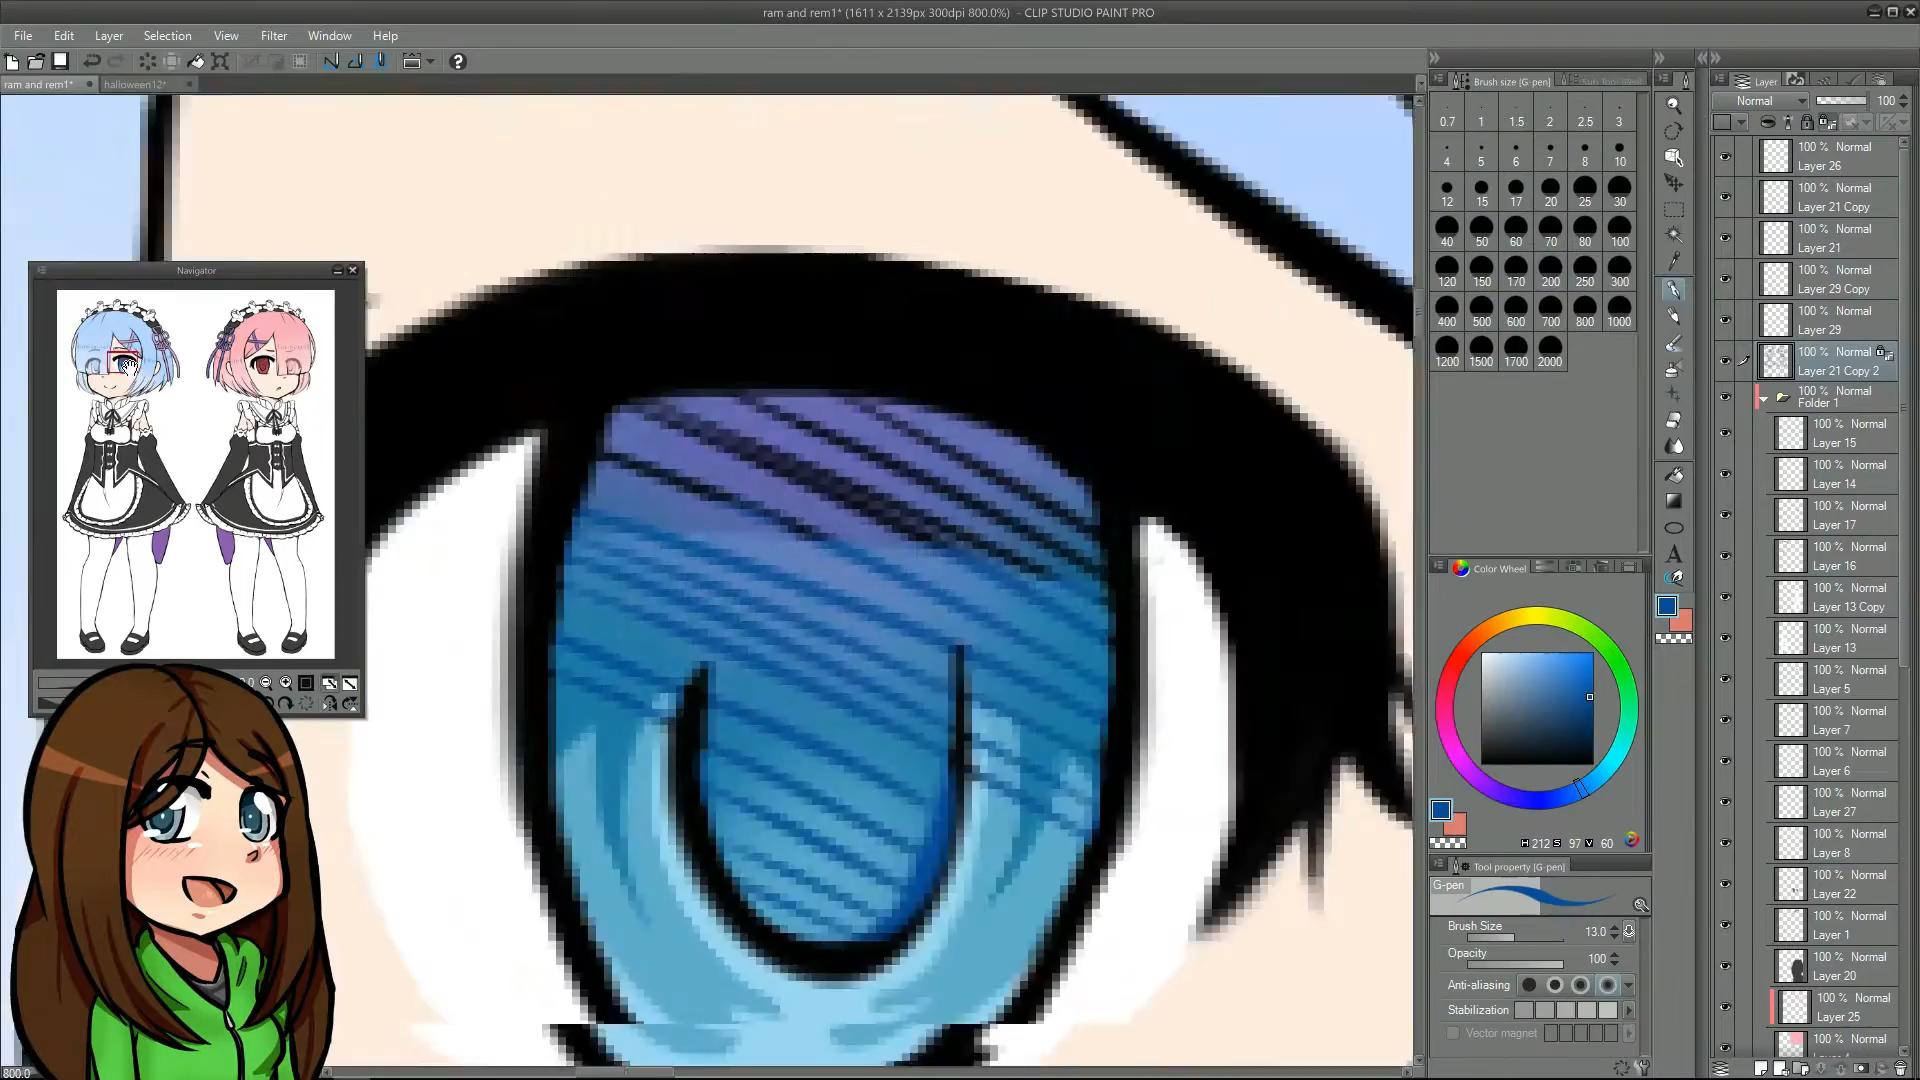 ram and rem1* (1611 x 2139px 300dpi 800.0%) - CLIP STUDIO PAINT PRO
File Edit Layer Selection View Filter Window Help
ram and rem1* halloween12*
Navigator
800.0
Brush size [G-pen]
0.7 1 1.5 2 2.5 3
4 5 6 7 8 10
12 15 17 20 25 30
40 50 60 70 80 100
120 150 170 200 250 300
400 500 600 700 800 1000
1200 1500 1700 2000
Color Wheel
H 212 S 97 V 60
Tool property [G-pen]
G-pen
Brush Size 13.0
Opacity 100
Anti-aliasing
Stabilization
Vector magnet
Layer
Normal 100
100 % Normal
Layer 26
100 % Normal
Layer 21 Copy
100 % Normal
Layer 21
100 % Normal
Layer 29 Copy
100 % Normal
Layer 29
100 % Normal
Layer 21 Copy 2
100 % Normal
Folder 1
100 % Normal
Layer 15
100 % Normal
Layer 14
100 % Normal
Layer 17
100 % Normal
Layer 16
100 % Normal
Layer 13 Copy
100 % Normal
Layer 13
100 % Normal
Layer 5
100 % Normal
Layer 7
100 % Normal
Layer 6
100 % Normal
Layer 27
100 % Normal
Layer 8
100 % Normal
Layer 22
100 % Normal
Layer 1
100 % Normal
Layer 20
100 % Normal
Layer 25
100 % Normal